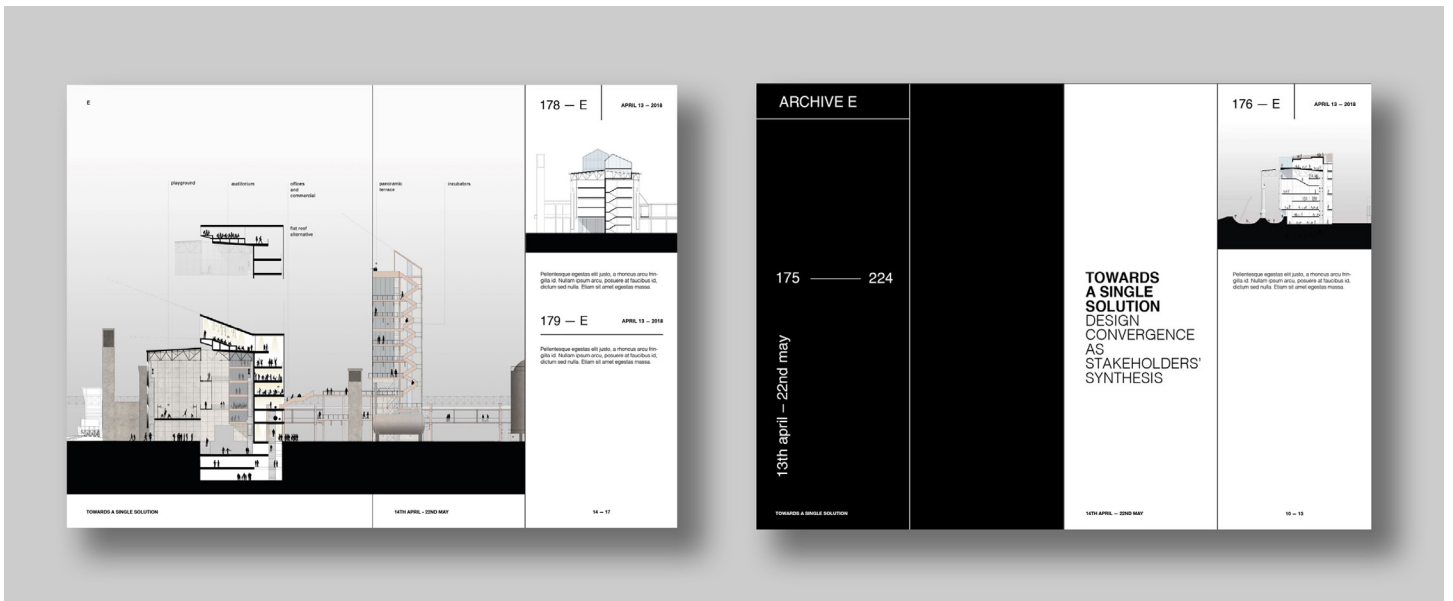 E
playground
auditorium
offices
and
commercial
panoramic
terrace
incubators
flat roof
alternative
TOWARDS A SINGLE SOLUTION
14TH APRIL – 22ND MAY
178 — E
APRIL 13 — 2018
Pellentesque egestas elit justo, a rhoncus arcu frin-
gilla id. Nullam ipsum arcu, posuere at faucibus id,
dictum sed nulla. Etiam sit amet egestas massa.
179 — E
APRIL 13 — 2018
Pellentesque egestas elit justo, a rhoncus arcu frin-
gilla id. Nullam ipsum arcu, posuere at faucibus id,
dictum sed nulla. Etiam sit amet egestas massa.
14 — 17
ARCHIVE E
175 — 224
13th april – 22nd may
TOWARDS A SINGLE SOLUTION
TOWARDS
A SINGLE
SOLUTION
DESIGN
CONVERGENCE
AS
STAKEHOLDERS'
SYNTHESIS
14TH APRIL — 22ND MAY
176 — E
APRIL 13 — 2018
Pellentesque egestas elit justo, a rhoncus arcu frin-
gilla id. Nullam ipsum arcu, posuere at faucibus id,
dictum sed nulla. Etiam sit amet egestas massa.
10 — 13